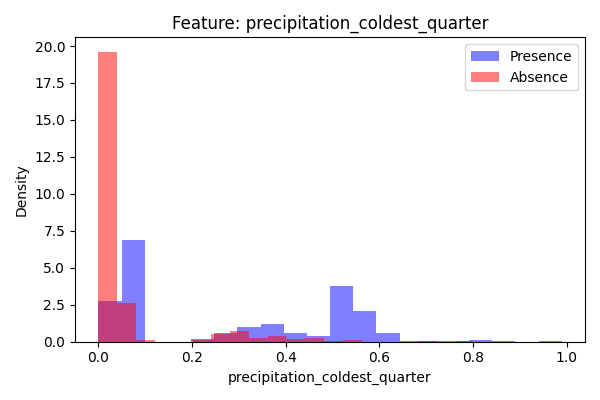 Feature: precipitation_coldest_quarter
Presence
Absence
Density
20.0
17.5
15.0
12.5
10.0
7.5
5.0
2.5
0.0
0.0 0.2 0.4 0.6 0.8 1.0
precipitation_coldest_quarter